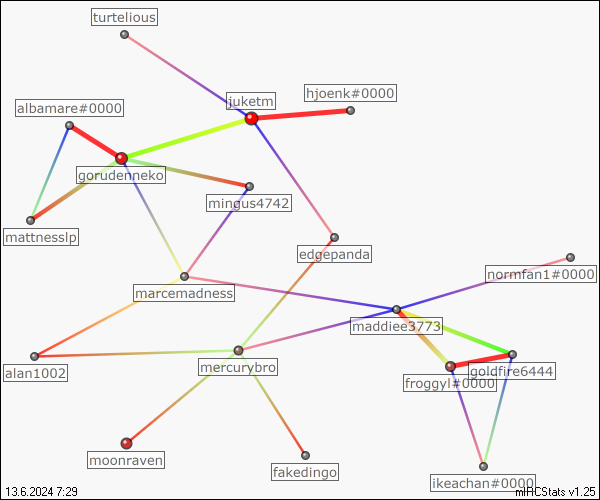 turtelious
hjoenk#0000
juketm
albamare#0000
gorudenneko
mingus4742
mattnesslp
edgepanda
normfan1#0000
marcemadness
maddiee3773
mercurybro
alan1002
goldfire6444
froggyl#0000
moonraven
fakedingo
ikeachan#0000
13.6.2024 7:29
mIRCStats v1.25